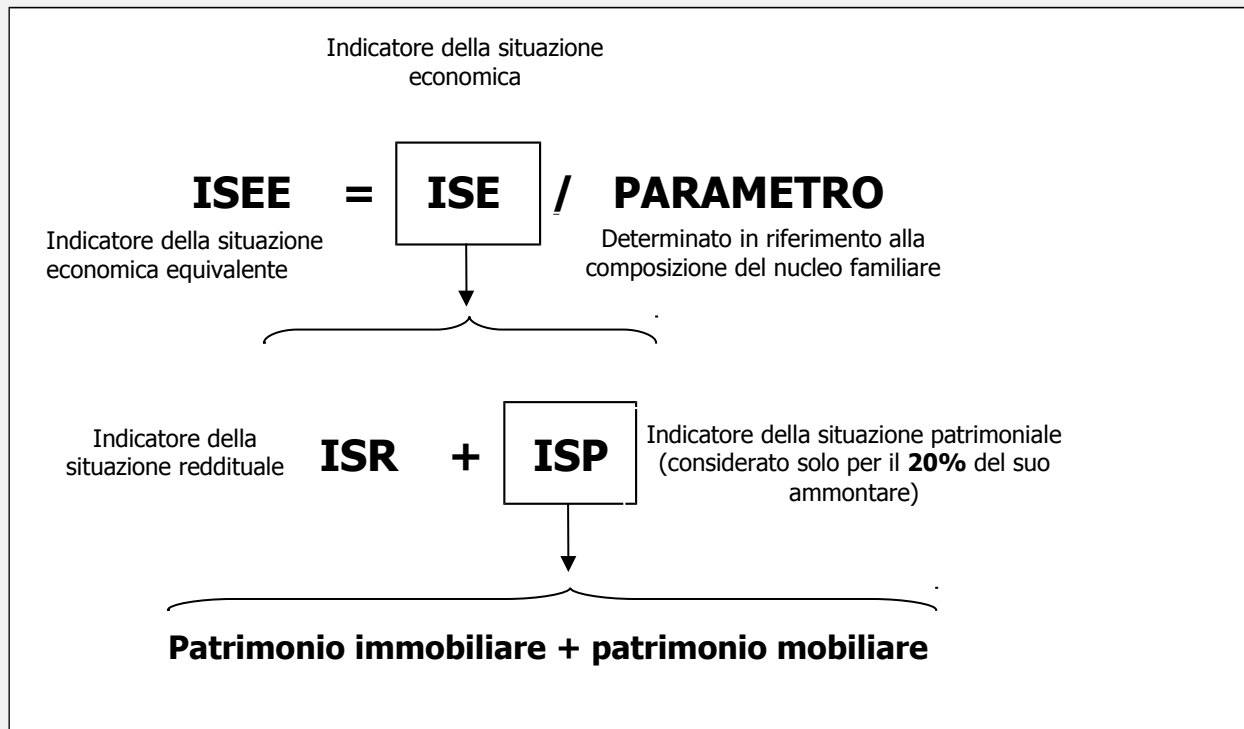 Indicatore della situazione
economica
ISEE = ISE / PARAMETRO
Indicatore della situazione
economica equivalente
Determinato in riferimento alla
composizione del nucleo familiare
Indicatore della
situazione reddituale
ISR + ISP
Indicatore della situazione patrimoniale
(considerato solo per il 20% del suo
ammontare)
Patrimonio immobiliare + patrimonio mobiliare